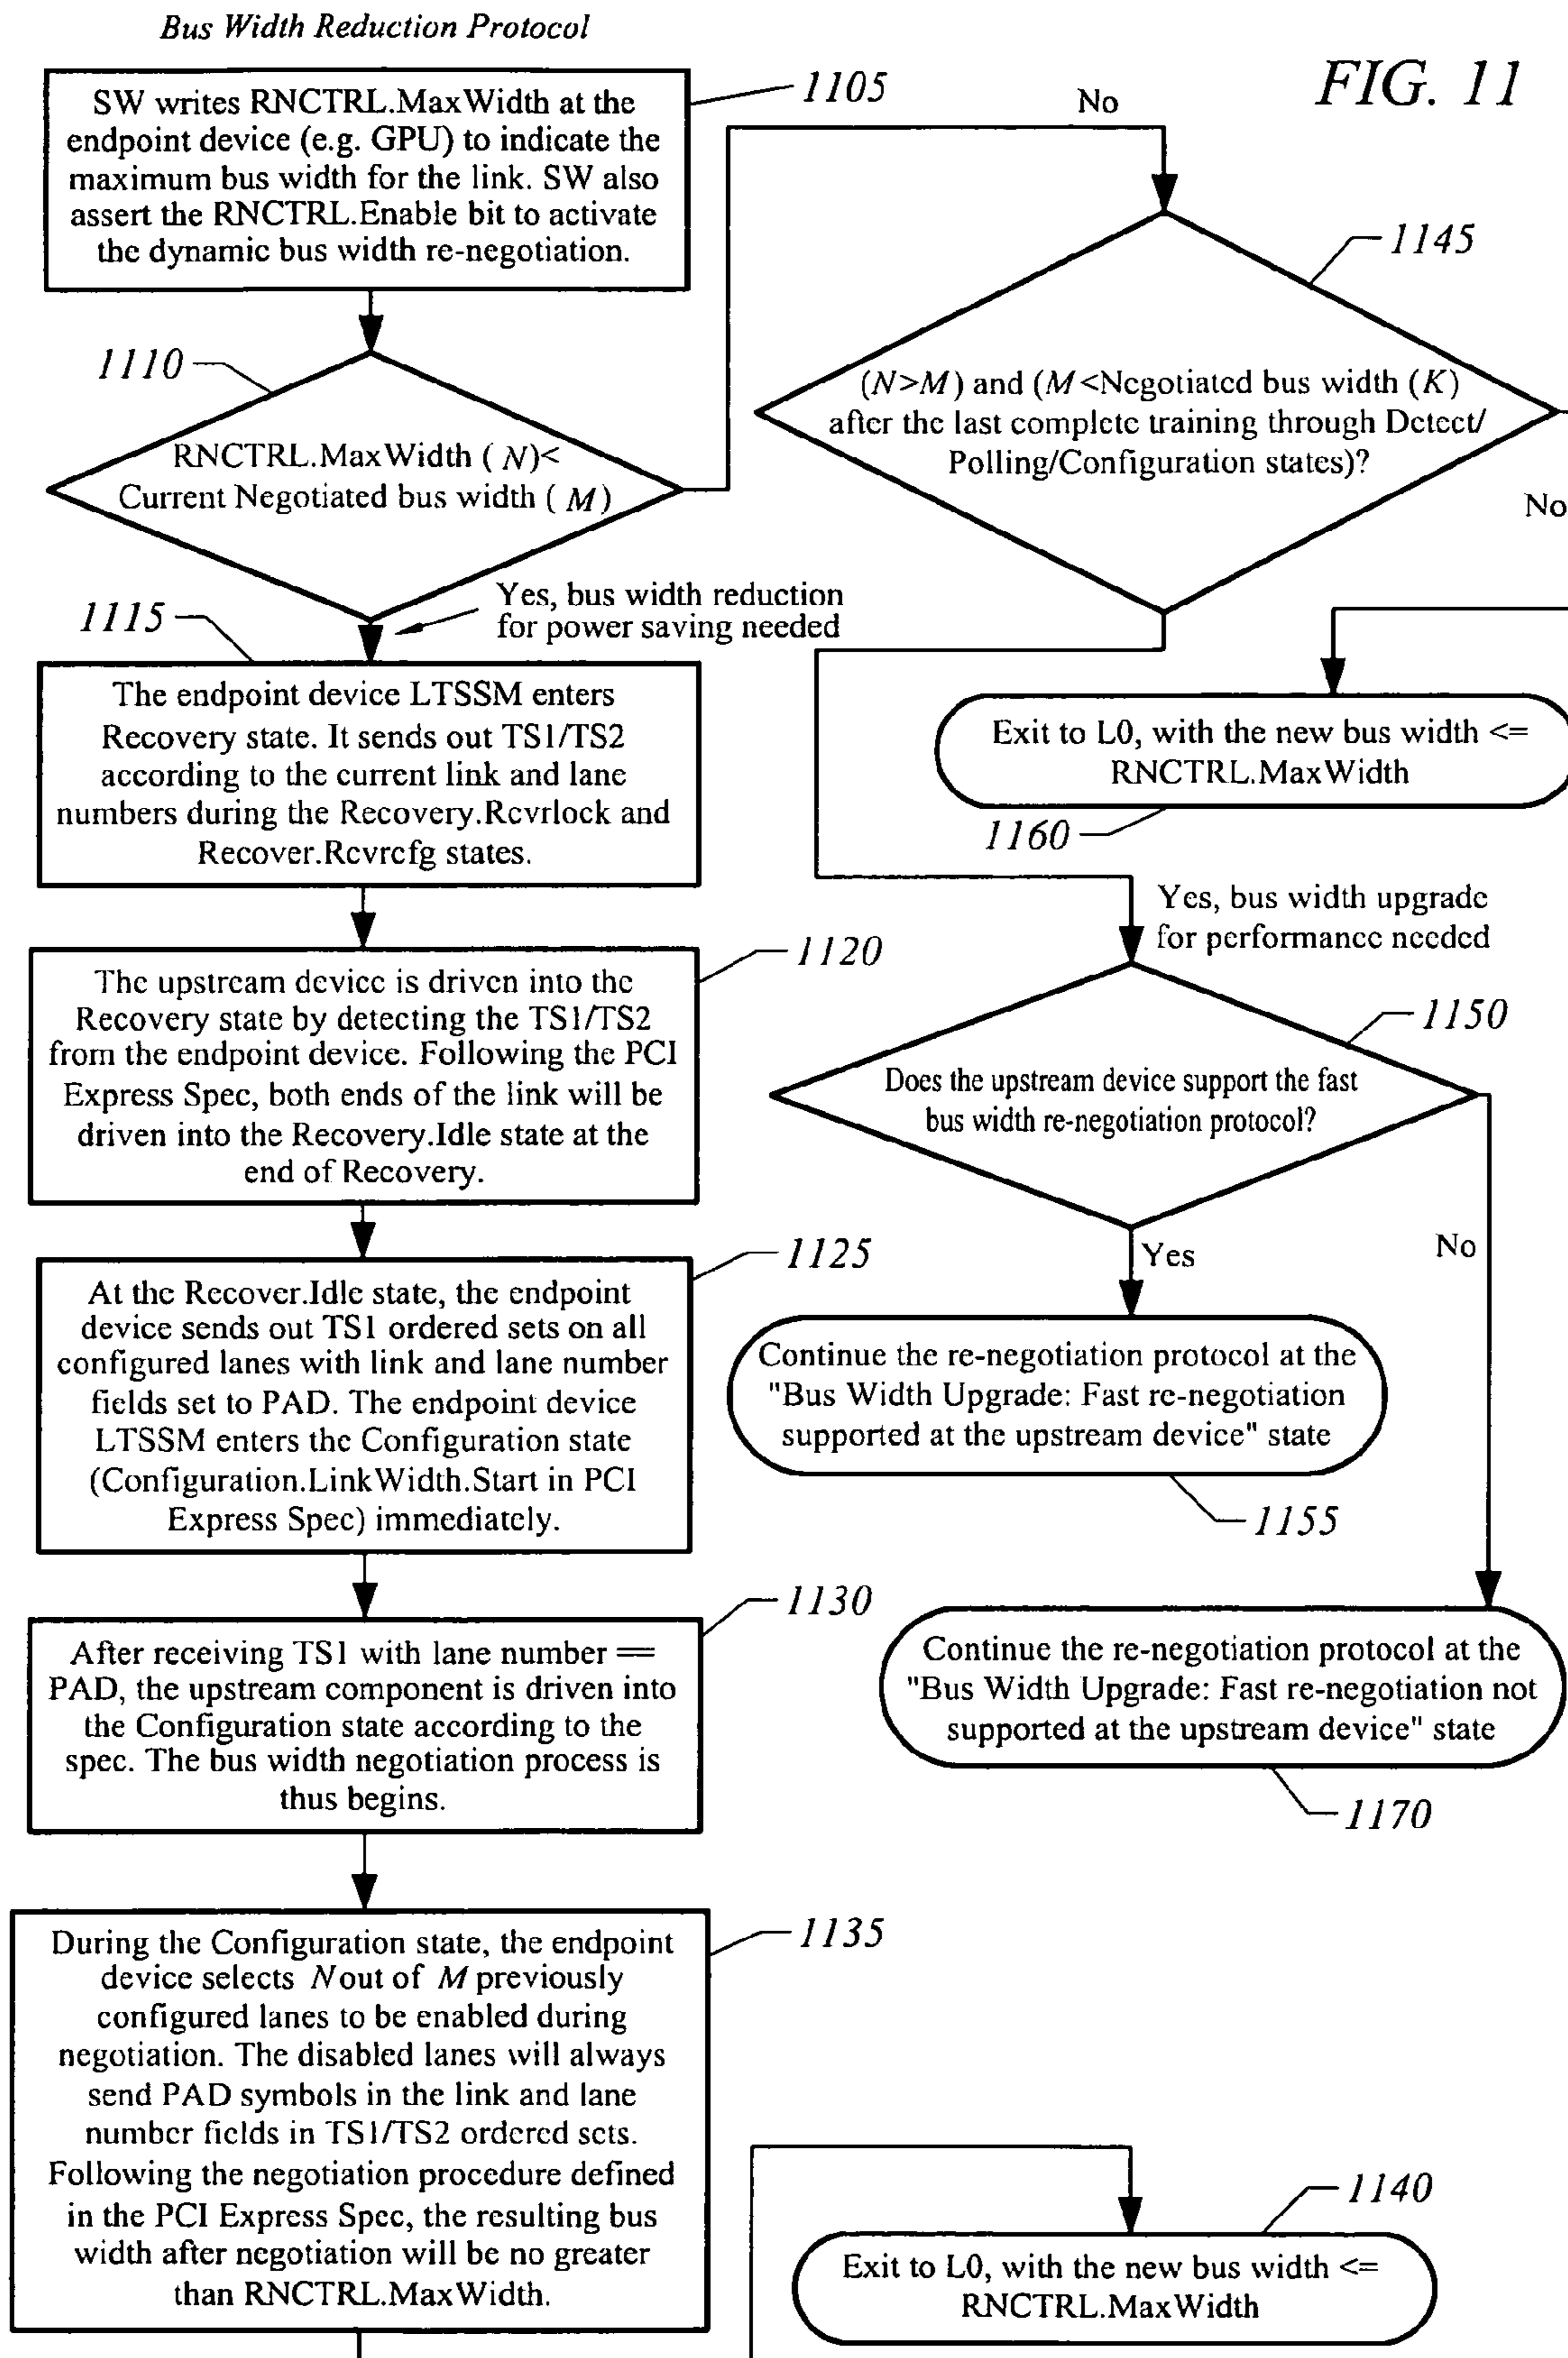 Bus Width Reduction Protocol
FIG. 11
SW writes RNCTRL.MaxWidth at the
endpoint device (e.g. GPU) to indicate the
maximum bus width for the link. SW also
assert the RNCTRL.Enable bit to activate
the dynamic bus width re-negotiation.
1105
1110
RNCTRL.MaxWidth (N)<
Current Negotiated bus width (M)
No
Yes, bus width reduction
for power saving needed
1115
The endpoint device LTSSM enters
Recovery state. It sends out TS1/TS2
according to the current link and lane
numbers during the Recovery.Rcvrlock and
Recover.Rcvrcfg states.
1120
The upstream device is driven into the
Recovery state by detecting the TS1/TS2
from the endpoint device. Following the PCI
Express Spec, both ends of the link will be
driven into the Recovery.Idle state at the
end of Recovery.
1125
At the Recover.Idle state, the endpoint
device sends out TS1 ordered sets on all
configured lanes with link and lane number
fields set to PAD. The endpoint device
LTSSM enters the Configuration state
(Configuration.LinkWidth.Start in PCI
Express Spec) immediately.
1130
After receiving TS1 with lane number ==
PAD, the upstream component is driven into
the Configuration state according to the
spec. The bus width negotiation process is
thus begins.
1135
During the Configuration state, the endpoint
device selects N out of M previously
configured lanes to be enabled during
negotiation. The disabled lanes will always
send PAD symbols in the link and lane
number fields in TS1/TS2 ordered sets.
Following the negotiation procedure defined
in the PCI Express Spec, the resulting bus
width after negotiation will be no greater
than RNCTRL.MaxWidth.
1145
(N>M) and (M<Negotiated bus width (K)
after the last complete training through Detect/
Polling/Configuration states)?
No
Exit to L0, with the new bus width <=
RNCTRL.MaxWidth
1160
Yes, bus width upgrade
for performance needed
1150
Does the upstream device support the fast
bus width re-negotiation protocol?
Yes
No
Continue the re-negotiation protocol at the
"Bus Width Upgrade: Fast re-negotiation
supported at the upstream device" state
1155
Continue the re-negotiation protocol at the
"Bus Width Upgrade: Fast re-negotiation not
supported at the upstream device" state
1170
1140
Exit to L0, with the new bus width <=
RNCTRL.MaxWidth